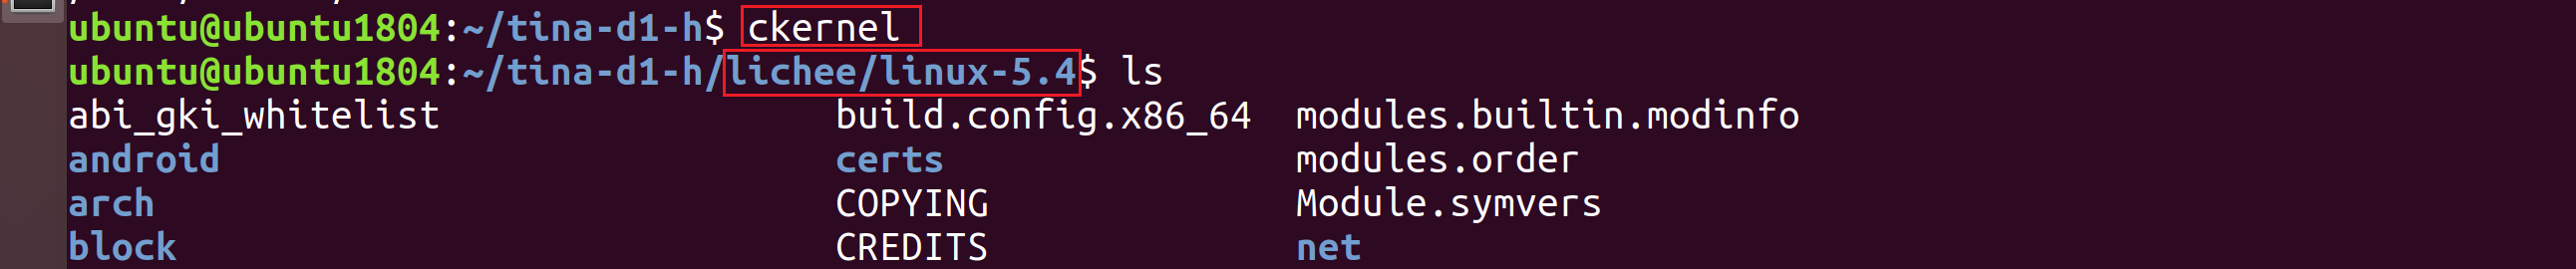 ubuntu@ubuntu1804:~/tina-d1-h$ ckernel
ubuntu@ubuntu1804:~/tina-d1-h/lichee/linux-5.4$ ls
abi_gki_whitelist build.config.x86_64 modules.builtin.modinfo
android certs modules.order
arch COPYING Module.symvers
block CREDITS net